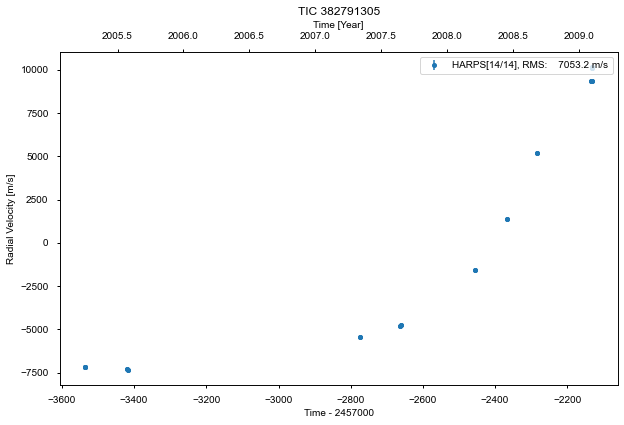 TIC 382791305
Time [Year]
2005.5 2006.0 2006.5 2007.0 2007.5 2008.0 2008.5 2009.0
HARPS[14/14], RMS: 7053.2 m/s
10000
7500
5000
2500
0
−2500
−5000
−7500
Radial Velocity [m/s]
−3600 −3400 −3200 −3000 −2800 −2600 −2400 −2200
Time - 2457000